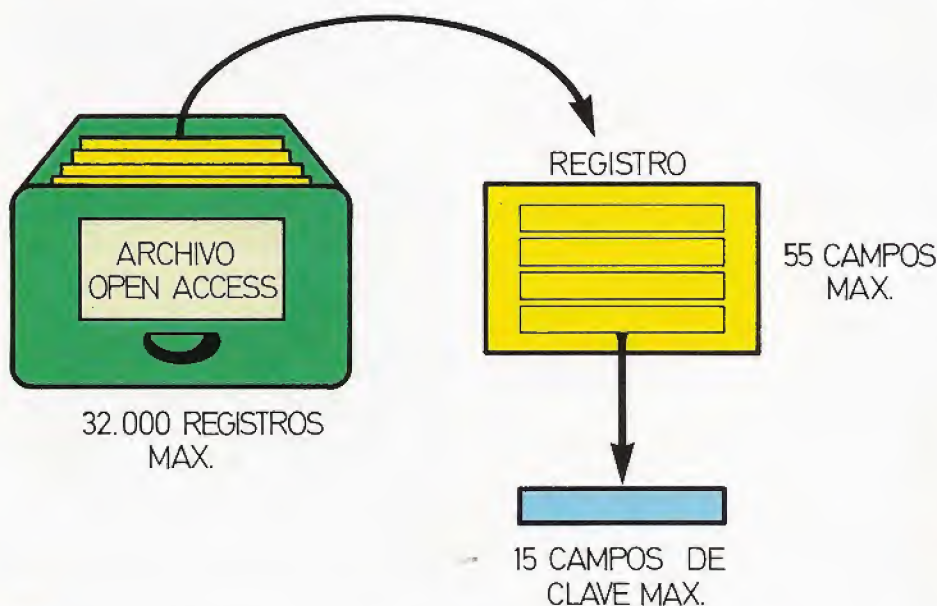 REGISTRO
ARCHIVO
OPEN ACCESS
55 CAMPOS
MAX.
32.000 REGISTROS
MAX.
15 CAMPOS DE
CLAVE MAX.